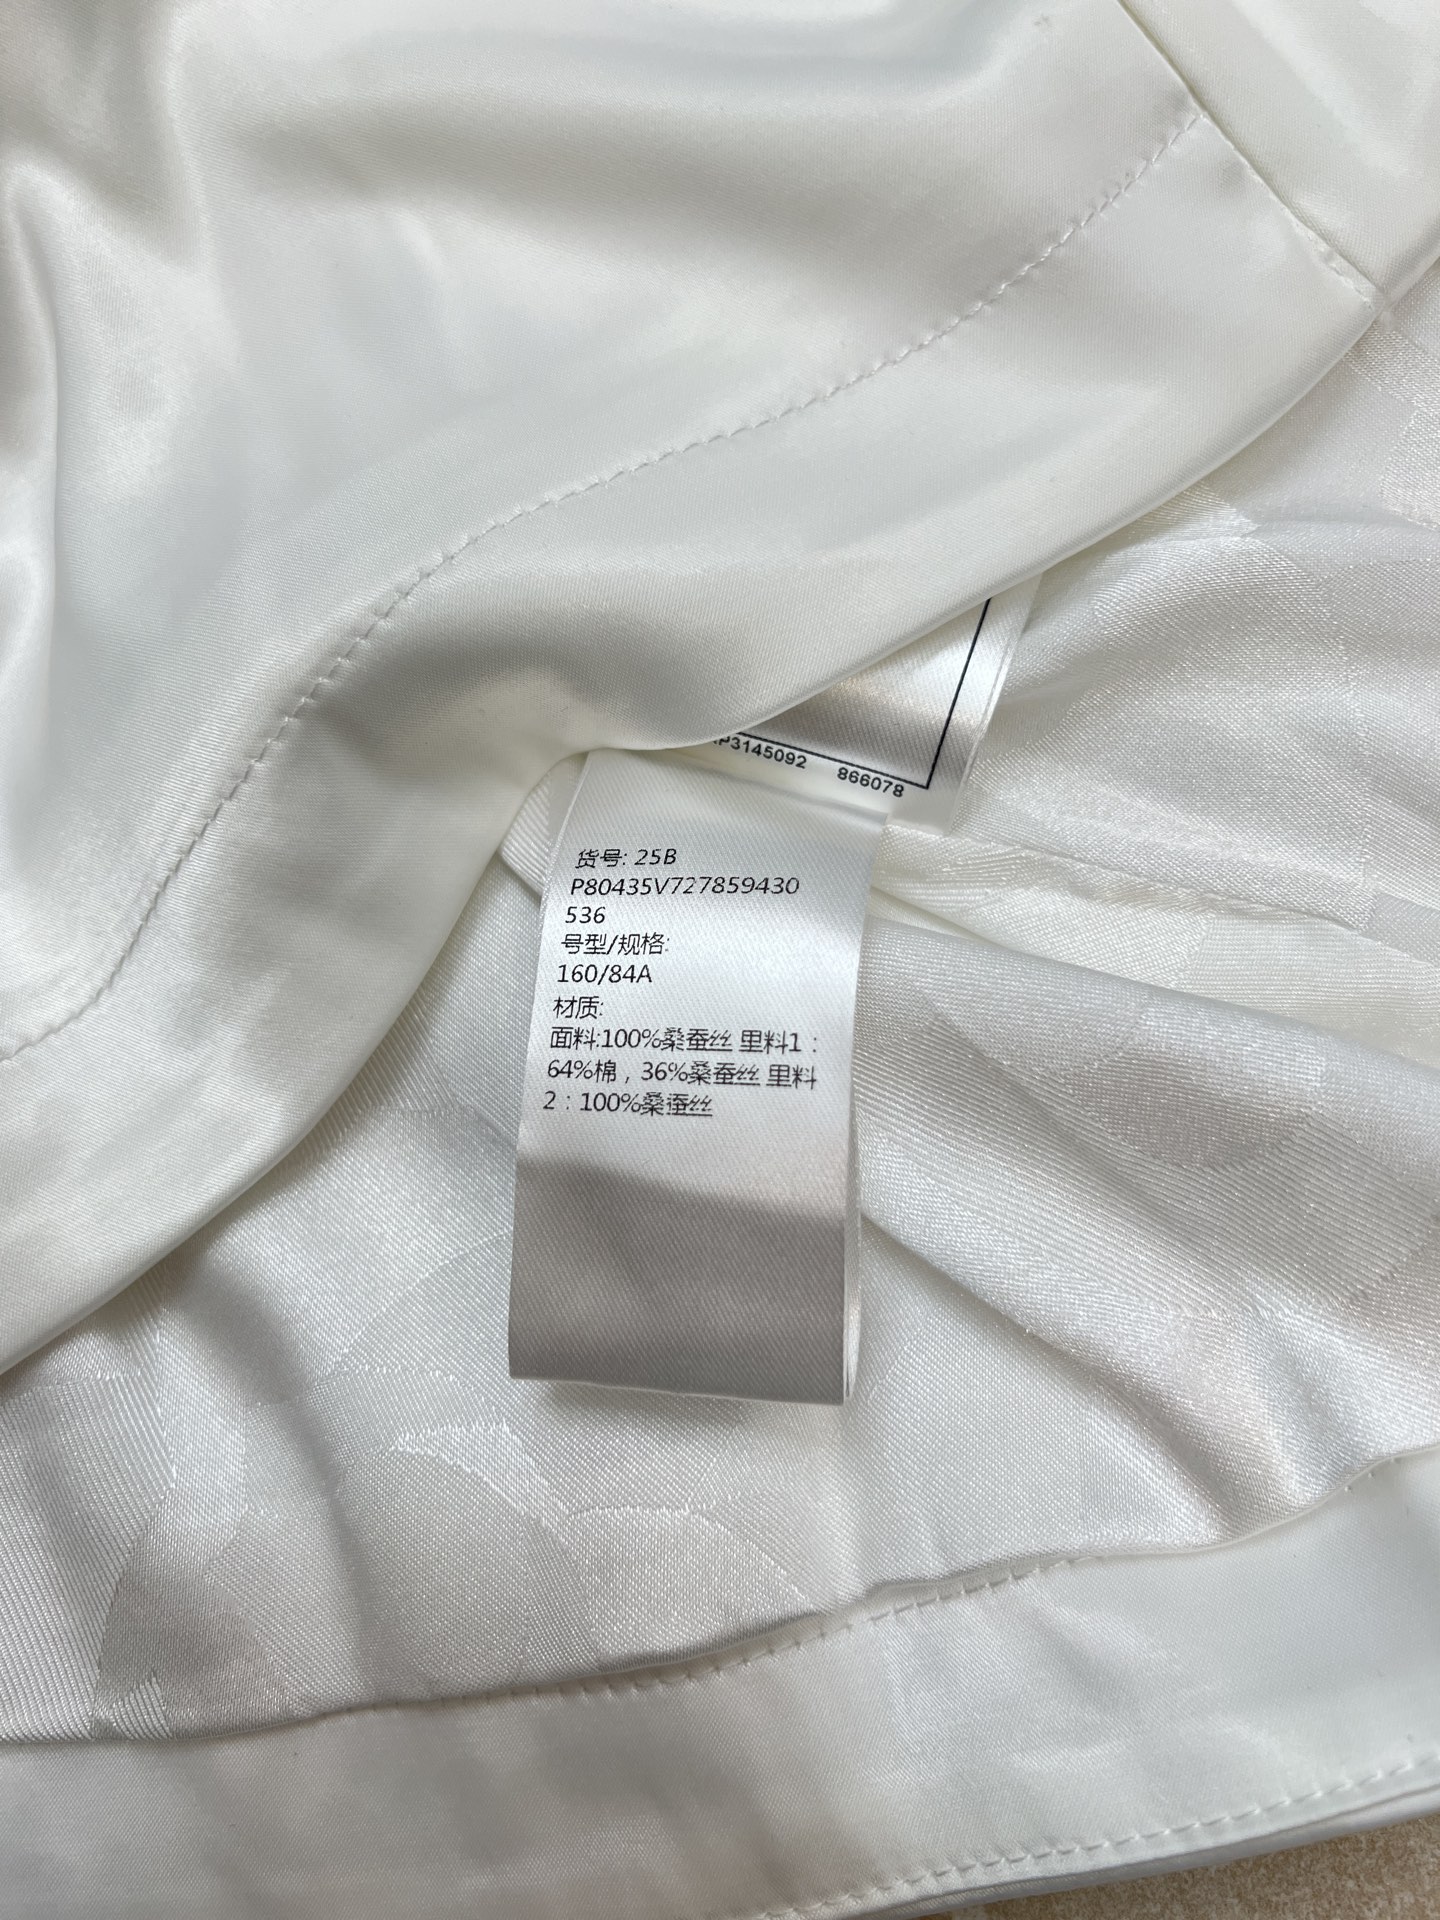 P3145092 866078
货号: 25B
P80435V727859430
536
号型/规格:
160/84A
材质:
面料:100%桑蚕丝 里料1：
64%棉，36%桑蚕丝 里料
2：100%桑蚕丝